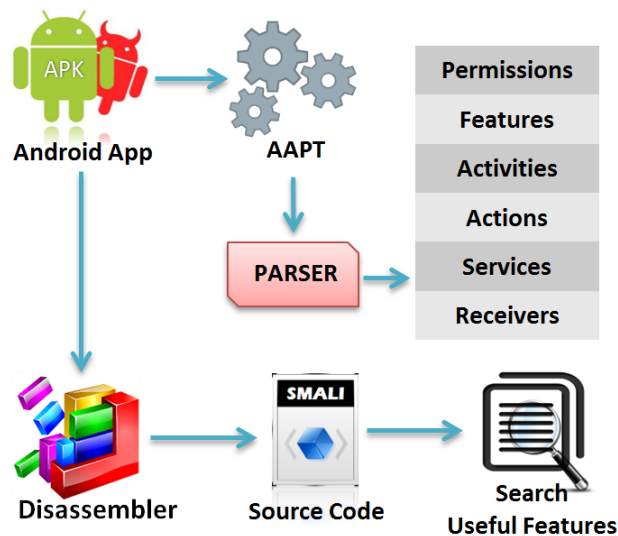 APK
Android App
AAPT
PARSER
Permissions
Features
Activities
Actions
Services
Receivers
Disassembler
SMALI
Source Code
Search
Useful Features